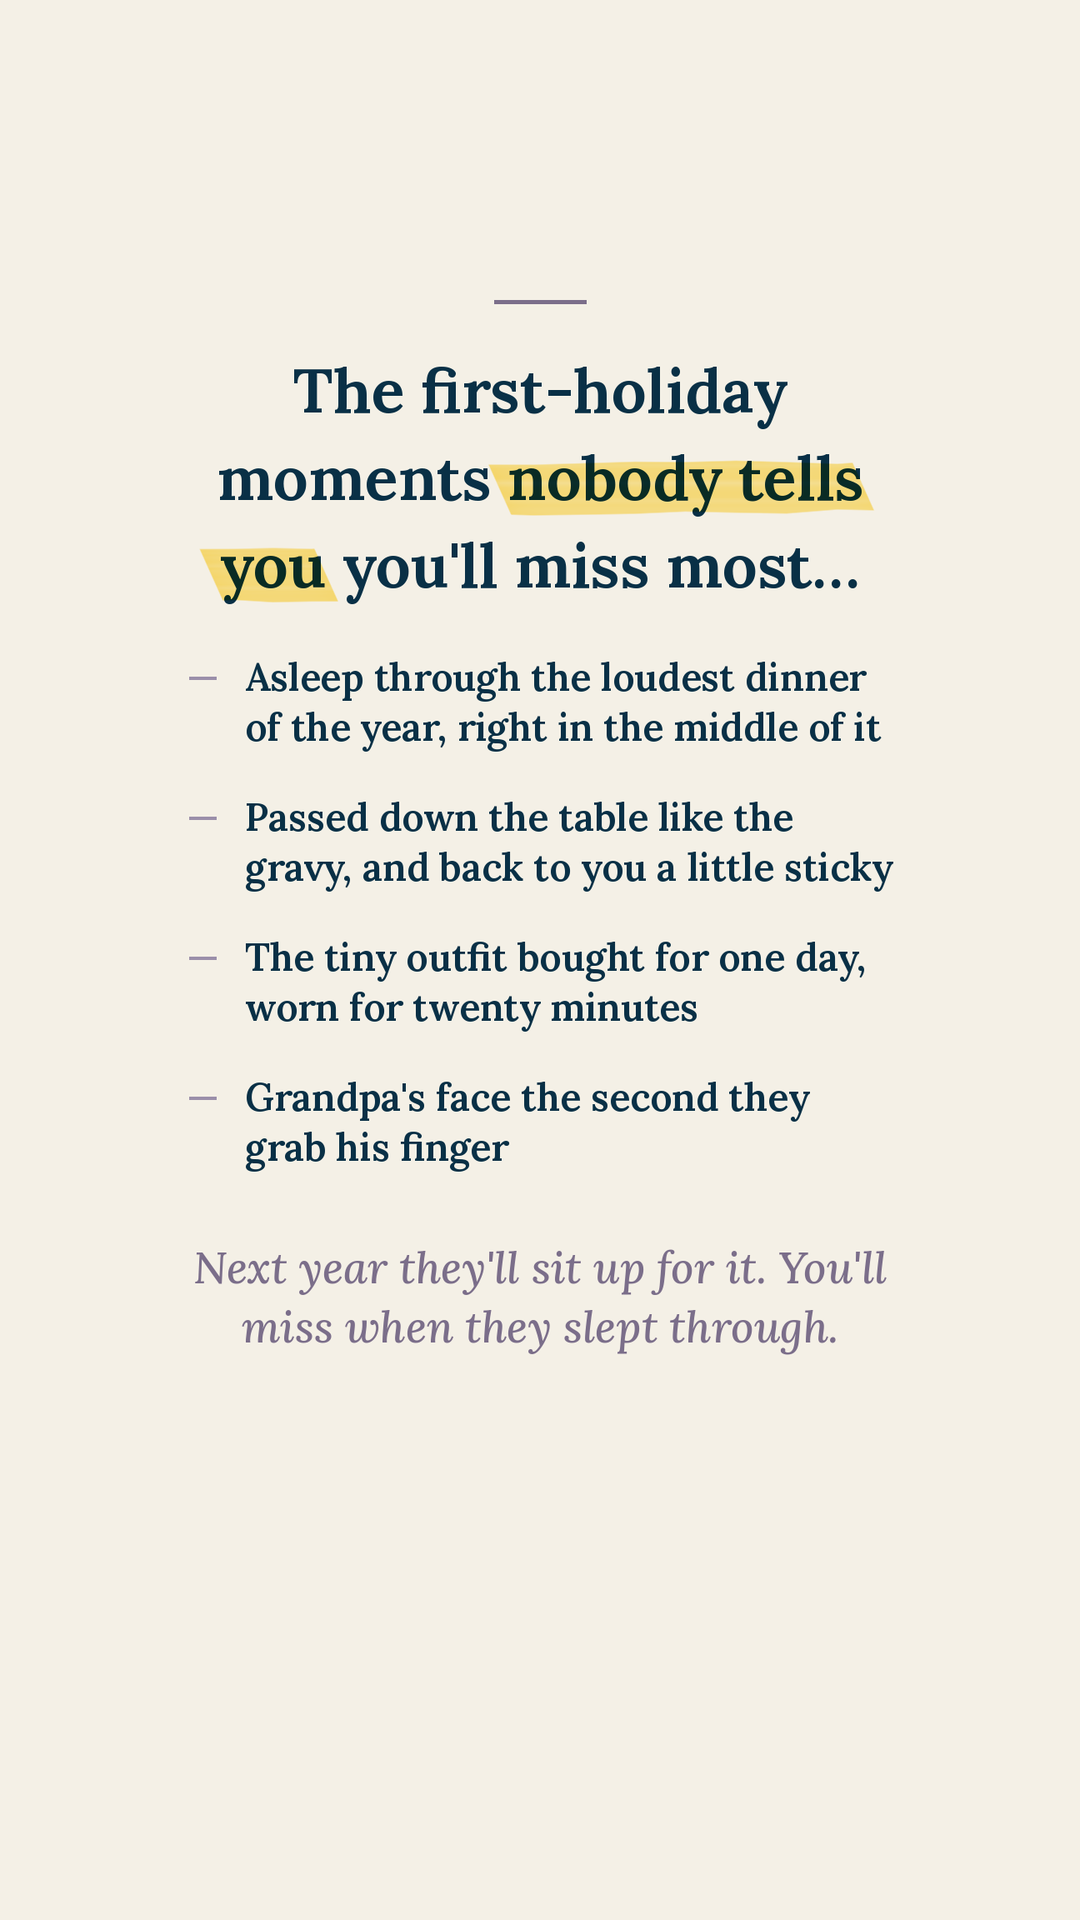 The first-holiday
moments nobody tells
you you'll miss most...
— Asleep through the loudest dinner
of the year, right in the middle of it
— Passed down the table like the
gravy, and back to you a little sticky
— The tiny outfit bought for one day,
worn for twenty minutes
— Grandpa's face the second they
grab his finger
Next year they'll sit up for it. You'll
miss when they slept through.